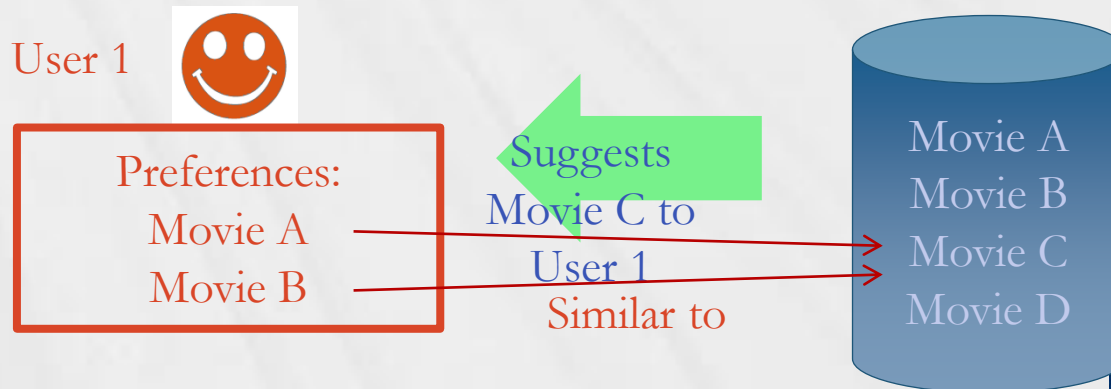 User 1
Preferences:
Movie A
Movie B
Suggests
Movie C to
User 1
Similar to
Movie A
Movie B
Movie C
Movie D